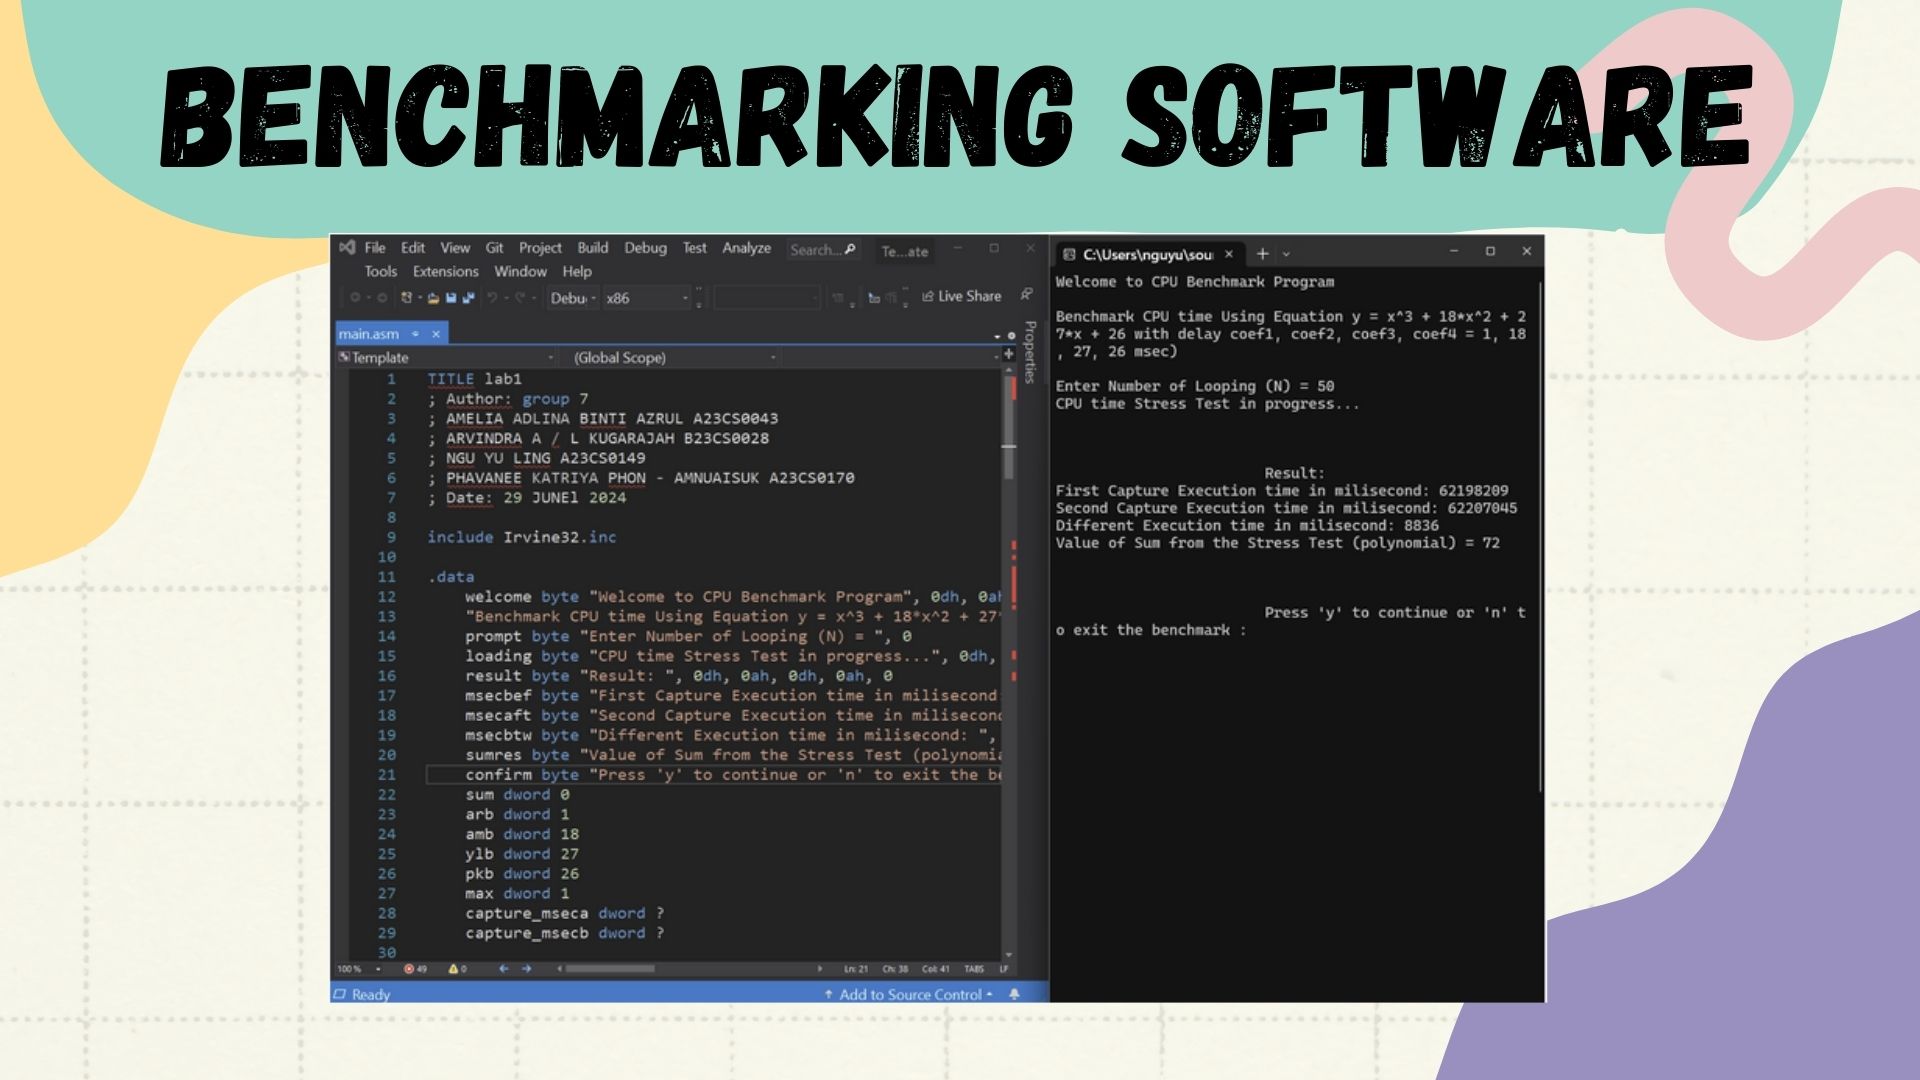 BENCHMARKING SOFTWARE
File Edit View Git Project Build Debug Test Analyze Search... Te...ate
Tools Extensions Window Help
Debu x86 Live Share
main.asm
Template (Global Scope)
Properties
1 TITLE lab1
2 ; Author: group 7
3 ; AMELIA ADLINA BINTI AZRUL A23CS0043
4 ; ARVINDRA A / L KUGARAJAH B23CS0028
5 ; NGU YU LING A23CS0149
6 ; PHAVANEE KATRIYA PHON - AMNUAISUK A23CS0170
7 ; Date: 29 JUNEl 2024
8
9 include Irvine32.inc
10
11 .data
12 welcome byte "Welcome to CPU Benchmark Program", 0dh, 0ah
13 "Benchmark CPU time Using Equation y = x^3 + 18*x^2 + 27*
14 prompt byte "Enter Number of Looping (N) = ", 0
15 loading byte "CPU time Stress Test in progress...", 0dh,
16 result byte "Result: ", 0dh, 0ah, 0dh, 0ah, 0
17 msecbef byte "First Capture Execution time in milisecond:
18 msecaft byte "Second Capture Execution time in milisecond
19 msecbtw byte "Different Execution time in milisecond: ",
20 sumres byte "Value of Sum from the Stress Test (polynomia
21 confirm byte "Press 'y' to continue or 'n' to exit the be
22 sum dword 0
23 arb dword 1
24 amb dword 18
25 ylb dword 27
26 pkb dword 26
27 max dword 1
28 capture_mseca dword ?
29 capture_msecb dword ?
30
100 % 49 0 Ln: 21 Ch: 38 Col: 41 TABS LF
Ready Add to Source Control
C:\Users\nguyu\sou
Welcome to CPU Benchmark Program
Benchmark CPU time Using Equation y = x^3 + 18*x^2 + 2
7*x + 26 with delay coef1, coef2, coef3, coef4 = 1, 18
, 27, 26 msec)
Enter Number of Looping (N) = 50
CPU time Stress Test in progress...
Result:
First Capture Execution time in milisecond: 62198209
Second Capture Execution time in milisecond: 62207045
Different Execution time in milisecond: 8836
Value of Sum from the Stress Test (polynomial) = 72
Press 'y' to continue or 'n' t
o exit the benchmark :